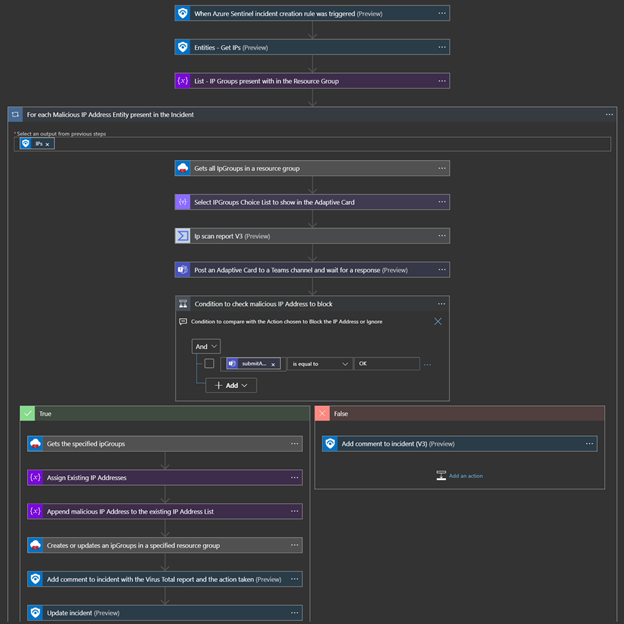 When Azure Sentinel incident creation rule was triggered (Preview)
Entities - Get IPs (Preview)
List - IP Groups present with in the Resource Group
For each Malicious IP Address Entity present in the Incident
* Select an output from previous steps
IPs x
Gets all IpGroups in a resource group
Select IPGroups Choice List to show in the Adaptive Card
Ip scan report V3 (Preview)
Post an Adaptive Card to a Teams channel and wait for a response (Preview)
Condition to check malicious IP Address to block
Condition to compare with the Action chosen to Block the IP Address or Ignore
And
submitA... x is equal to OK
+ Add
True
False
Gets the specified ipGroups
Add comment to incident (V3) (Preview)
Assign Existing IP Addresses
Add an action
Append malicious IP Address to the existing IP Address List
Creates or updates an ipGroups in a specified resource group
Add comment to incident with the Virus Total report and the action taken (Preview)
Update incident (Preview)